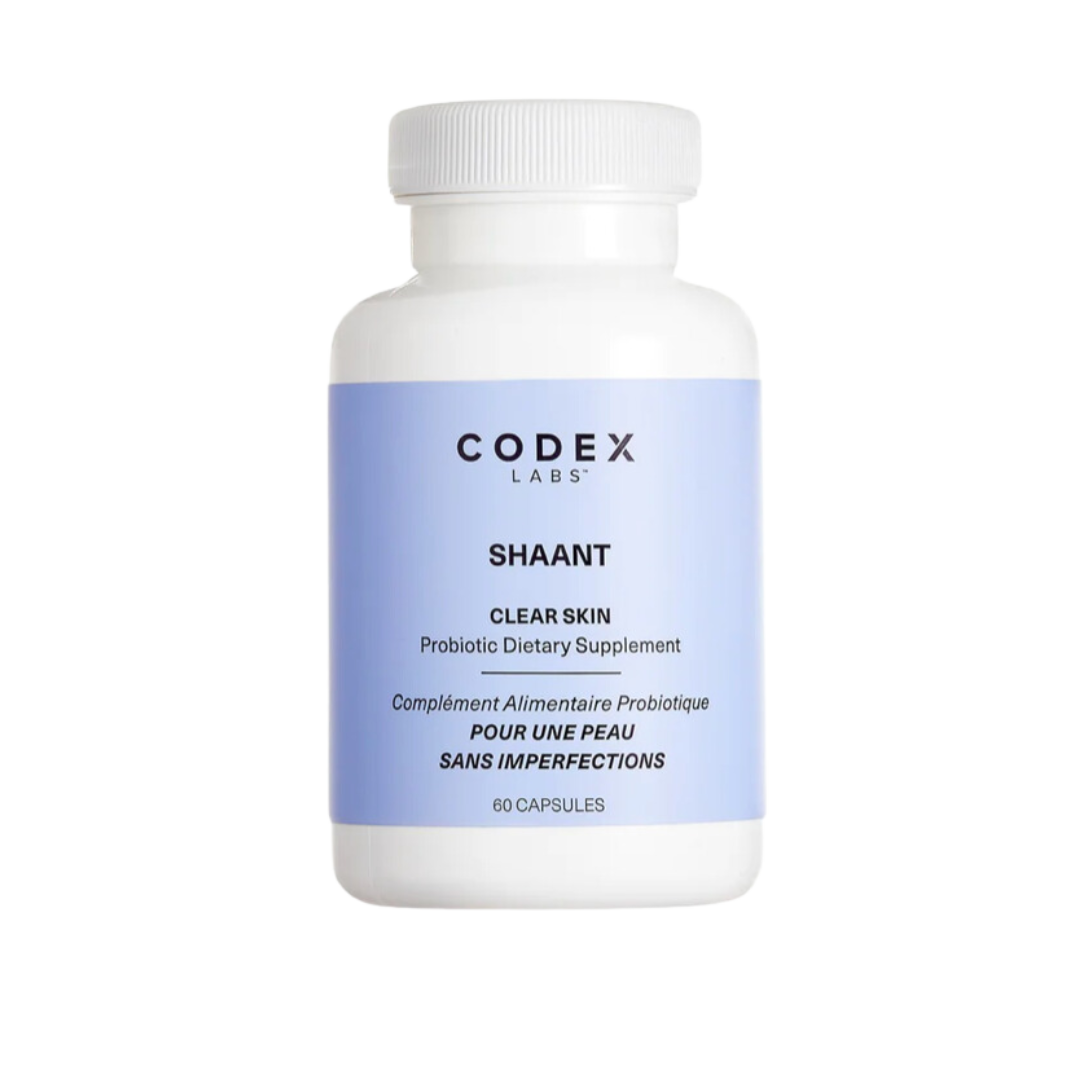 CODEX
LABS™
SHAANT
CLEAR SKIN
Probiotic Dietary Supplement
Complément Alimentaire Probiotique
POUR UNE PEAU
SANS IMPERFECTIONS
60 CAPSULES